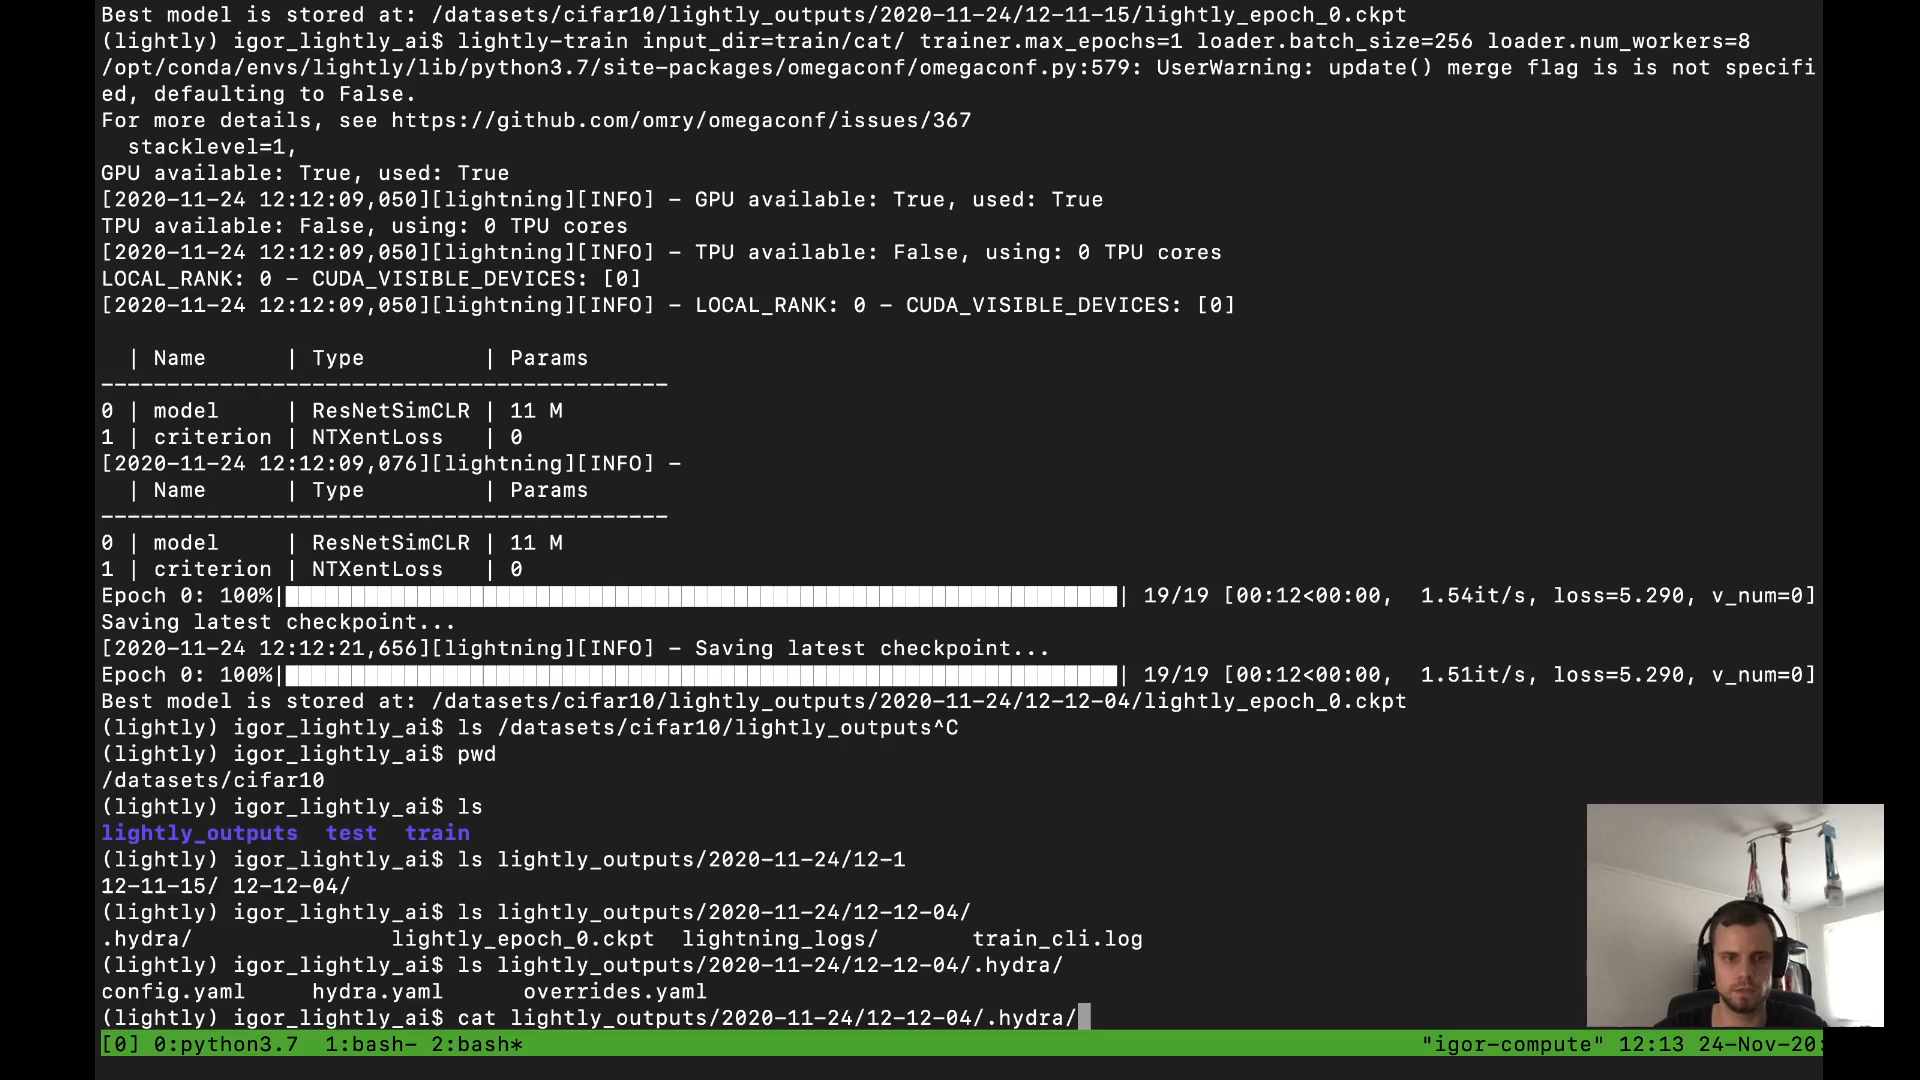 Best model is stored at: /datasets/cifar10/lightly_outputs/2020-11-24/12-11-15/lightly_epoch_0.ckpt
(lightly) igor_lightly_ai$ lightly-train input_dir=train/cat/ trainer.max_epochs=1 loader.batch_size=256 loader.num_workers=8
/opt/conda/envs/lightly/lib/python3.7/site-packages/omegaconf/omegaconf.py:579: UserWarning: update() merge flag is is not specifi
ed, defaulting to False.
For more details, see https://github.com/omry/omegaconf/issues/367
  stacklevel=1,
GPU available: True, used: True
[2020-11-24 12:12:09,050][lightning][INFO] - GPU available: True, used: True
TPU available: False, using: 0 TPU cores
[2020-11-24 12:12:09,050][lightning][INFO] - TPU available: False, using: 0 TPU cores
LOCAL_RANK: 0 - CUDA_VISIBLE_DEVICES: [0]
[2020-11-24 12:12:09,050][lightning][INFO] - LOCAL_RANK: 0 - CUDA_VISIBLE_DEVICES: [0]
  | Name      | Type         | Params
-------------------------------------------
0 | model     | ResNetSimCLR | 11 M
1 | criterion | NTXentLoss   | 0
[2020-11-24 12:12:09,076][lightning][INFO] -
  | Name      | Type         | Params
-------------------------------------------
0 | model     | ResNetSimCLR | 11 M
1 | criterion | NTXentLoss   | 0
Epoch 0: 100%| | 19/19 [00:12<00:00,  1.54it/s, loss=5.290, v_num=0]
Saving latest checkpoint...
[2020-11-24 12:12:21,656][lightning][INFO] - Saving latest checkpoint...
Epoch 0: 100%| | 19/19 [00:12<00:00,  1.51it/s, loss=5.290, v_num=0]
Best model is stored at: /datasets/cifar10/lightly_outputs/2020-11-24/12-12-04/lightly_epoch_0.ckpt
(lightly) igor_lightly_ai$ ls /datasets/cifar10/lightly_outputs^C
(lightly) igor_lightly_ai$ pwd
/datasets/cifar10
(lightly) igor_lightly_ai$ ls
lightly_outputs  test  train
(lightly) igor_lightly_ai$ ls lightly_outputs/2020-11-24/12-1
12-11-15/ 12-12-04/
(lightly) igor_lightly_ai$ ls lightly_outputs/2020-11-24/12-12-04/
.hydra/               lightly_epoch_0.ckpt  lightning_logs/       train_cli.log
(lightly) igor_lightly_ai$ ls lightly_outputs/2020-11-24/12-12-04/.hydra/
config.yaml     hydra.yaml      overrides.yaml
(lightly) igor_lightly_ai$ cat lightly_outputs/2020-11-24/12-12-04/.hydra/
[0] 0:python3.7  1:bash- 2:bash* "igor-compute" 12:13 24-Nov-20